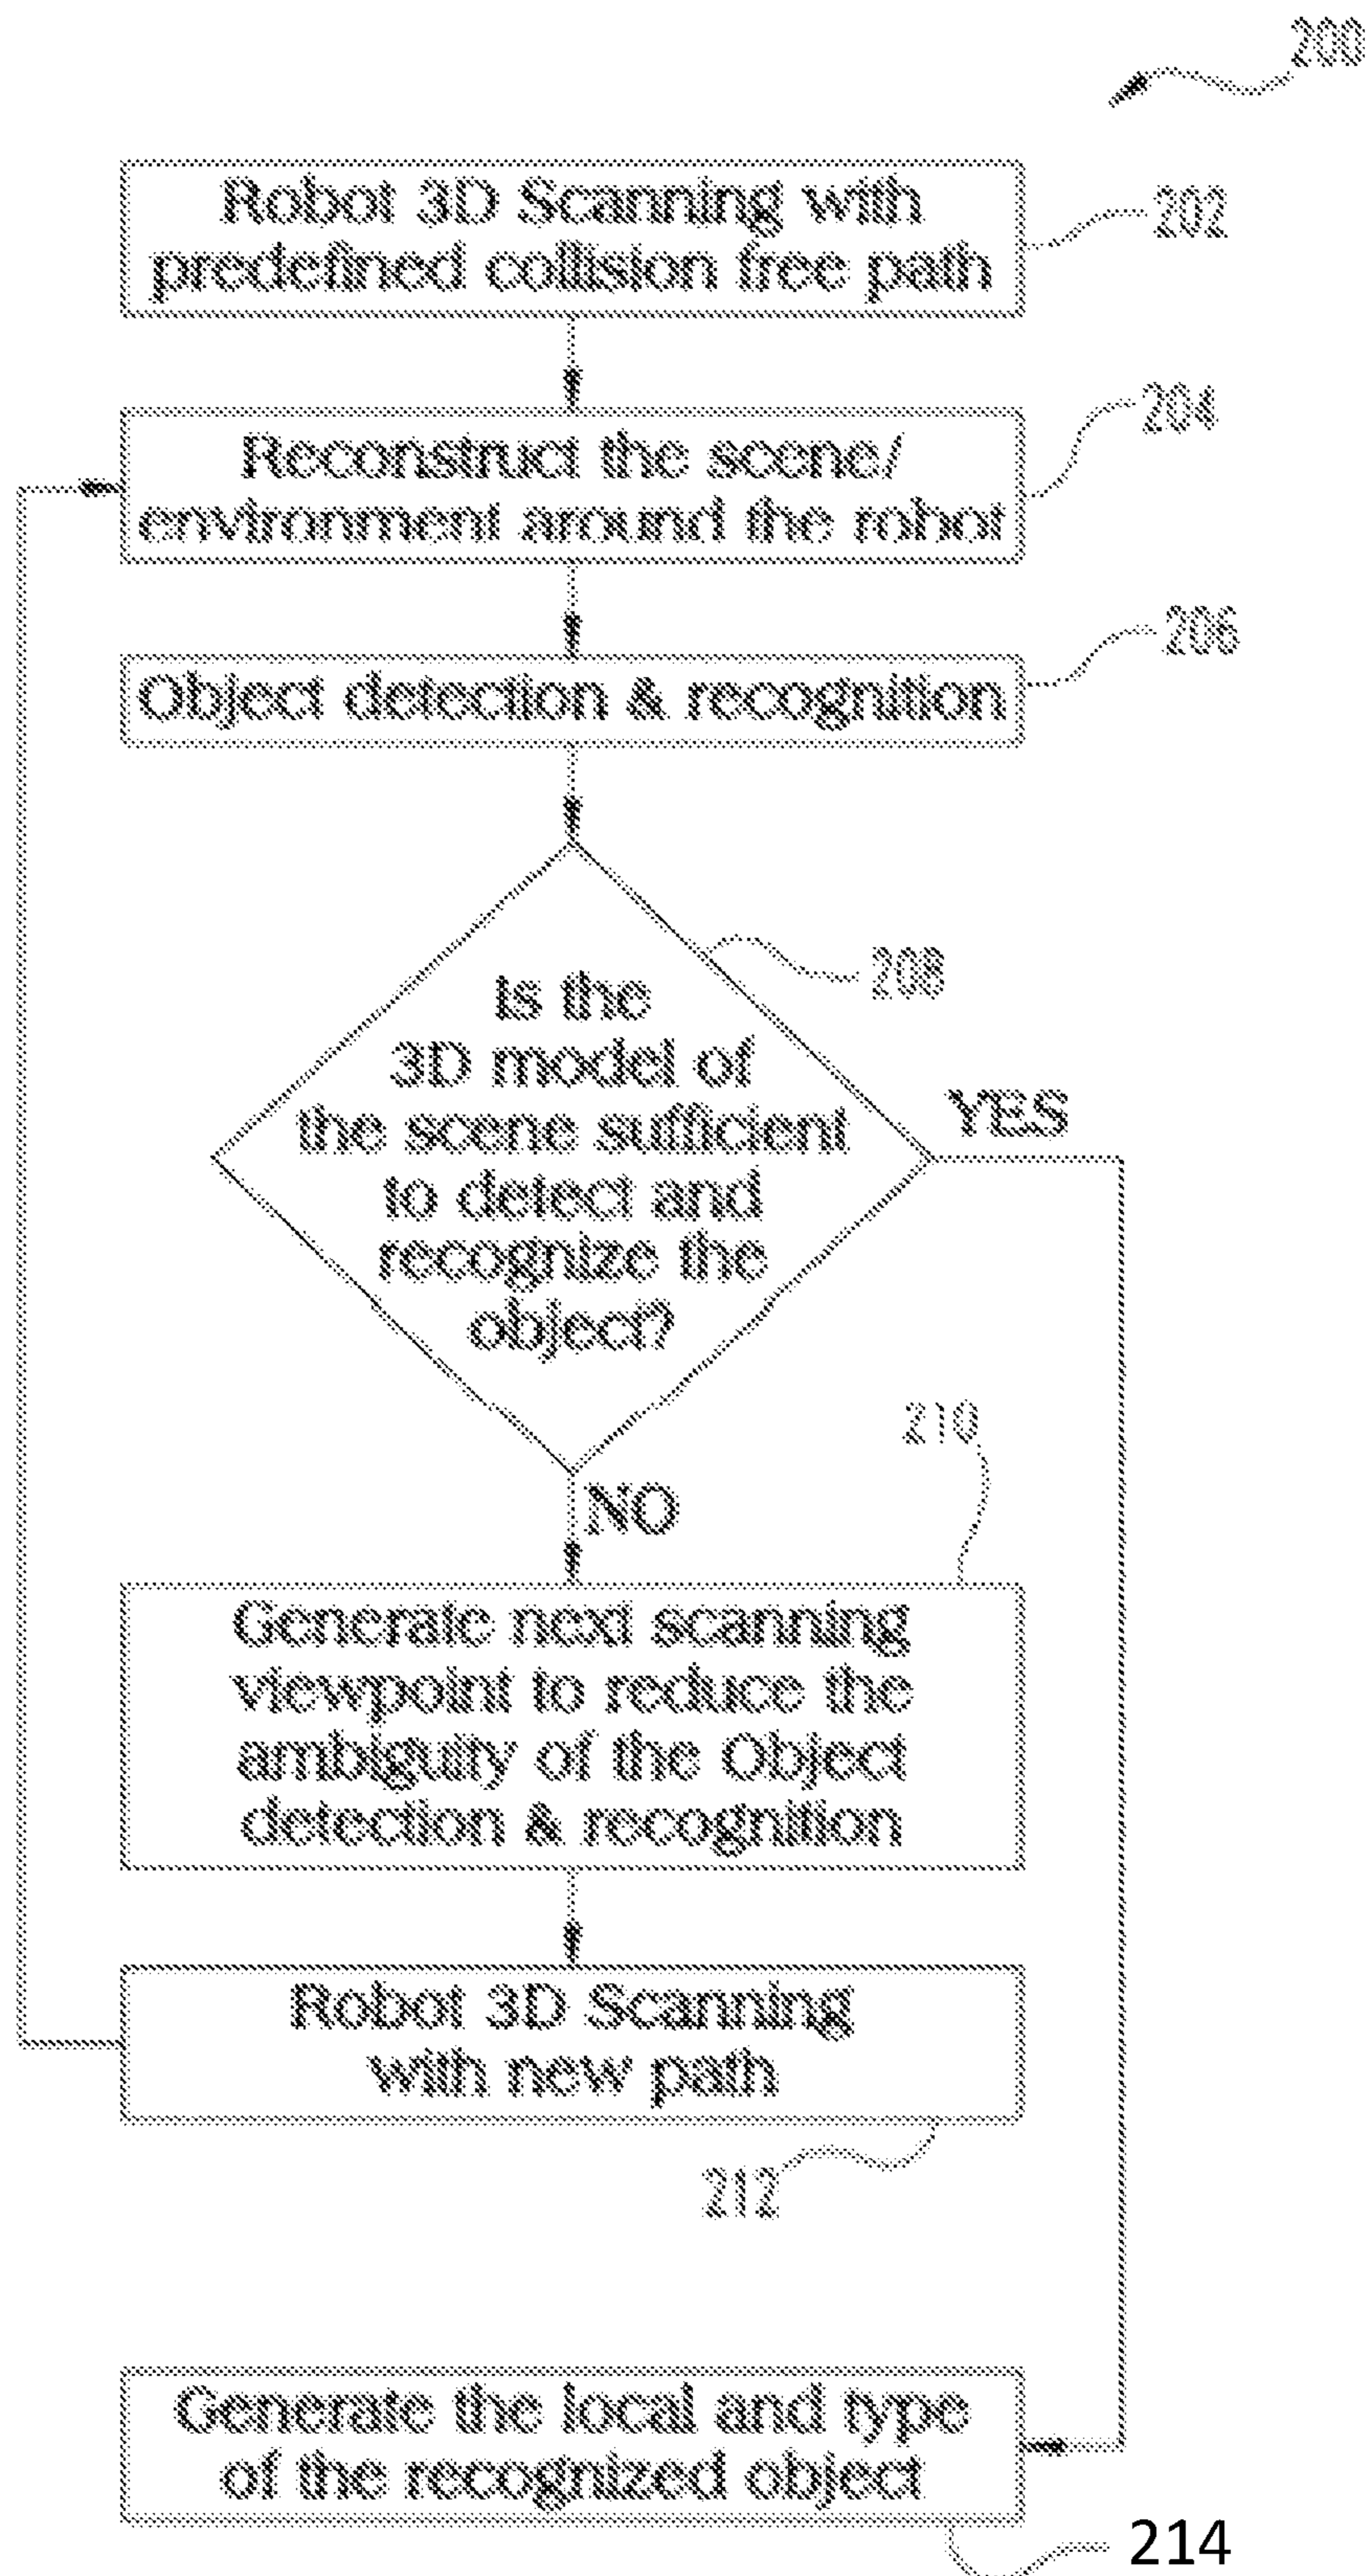 200
Robot 3D Scanning with
predefined collision free path
202
Reconstruct the scene/
environment around the robot
204
Object detection & recognition
206
Is the
3D model of
the scene sufficient
to detect and
recognize the
object?
208
YES
NO
210
Generate next scanning
viewpoint to reduce the
ambiguity of the Object
detection & recognition
Robot 3D Scanning
with new path
212
Generate the local and type
of the recognized object
214